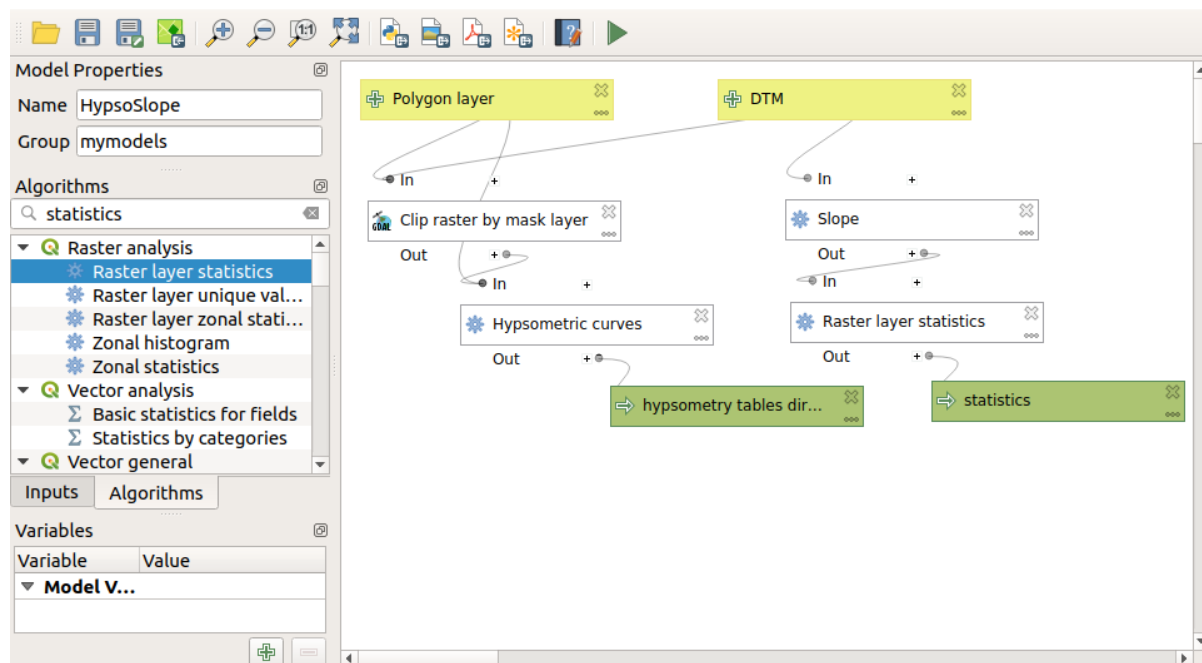 1:1
Model Properties
Name HypsoSlope
Group mymodels
Algorithms
statistics
Raster analysis
Raster layer statistics
Raster layer unique val...
Raster layer zonal stati...
Zonal histogram
Zonal statistics
Vector analysis
Σ Basic statistics for fields
Σ Statistics by categories
Vector general
Inputs Algorithms
Variables
Variable Value
Model V...
Polygon layer
DTM
In +
In +
GDAL Clip raster by mask layer
Slope
Out +
Out +
In +
In +
Hypsometric curves
Raster layer statistics
Out +
Out +
hypsometry tables dir...
statistics